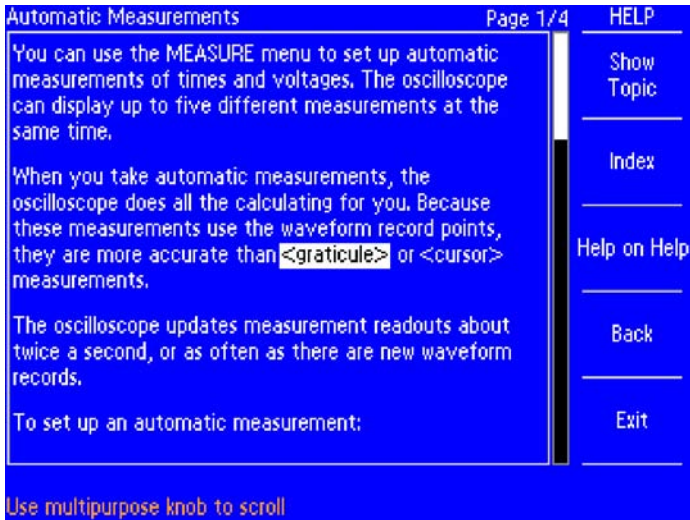 Automatic Measurements Page 1/4 HELP
You can use the MEASURE menu to set up automatic
measurements of times and voltages. The oscilloscope
can display up to five different measurements at the
same time.
When you take automatic measurements, the
oscilloscope does all the calculating for you. Because
these measurements use the waveform record points,
they are more accurate than <graticule> or <cursor>
measurements.
The oscilloscope updates measurement readouts about
twice a second, or as often as there are new waveform
records.
To set up an automatic measurement:
Show
Topic
Index
Help on Help
Back
Exit
Use multipurpose knob to scroll